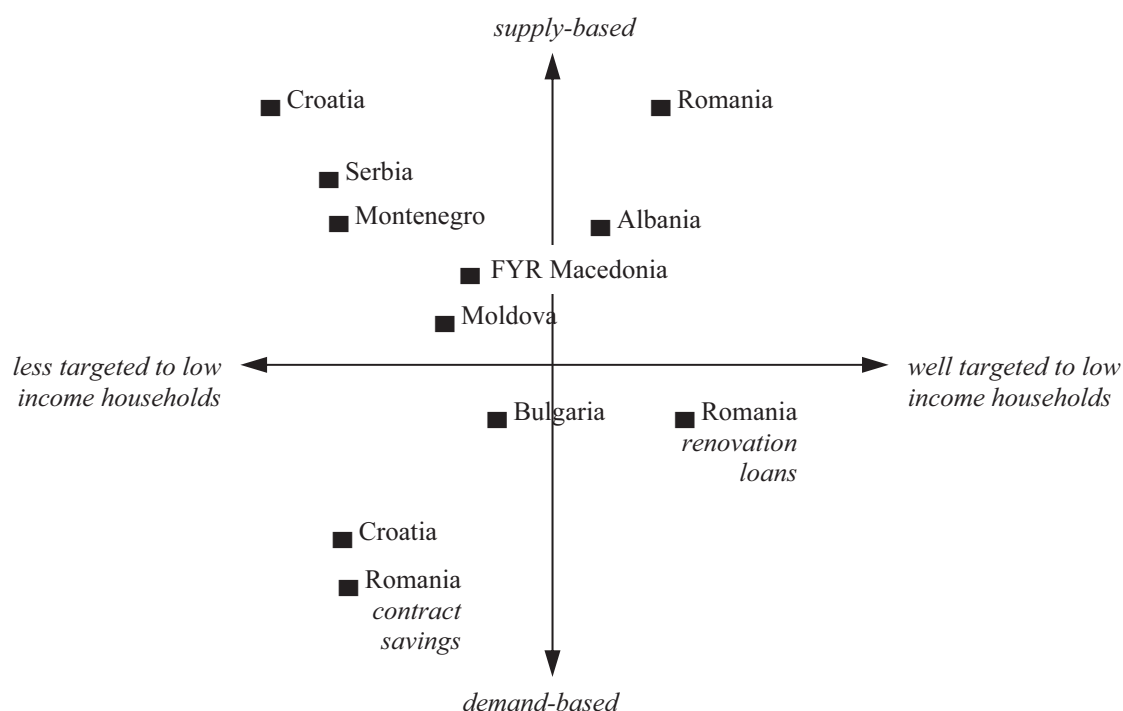 supply-based
Croatia
Romania
Serbia
Montenegro
Albania
FYR Macedonia
Moldova
less targeted to low
income households
well targeted to low
income households
Bulgaria
Romania
renovation
loans
Croatia
Romania
contract
savings
demand-based